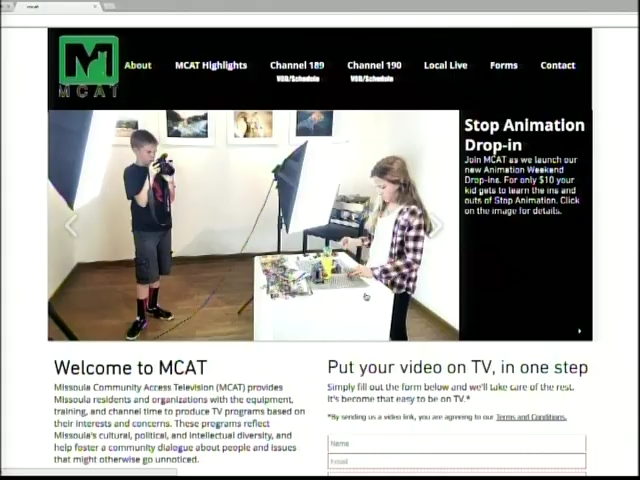 MCAT
About
MCAT Highlights
Channel 189
VOD/Schedule
Channel 190
VOD/Schedule
Local Live
Forms
Contact
Stop Animation
Drop-in
Join MCAT as we launch our
new Animation Weekend
Drop-ins. For only $10 your
kid gets to learn the ins and
outs of Stop Animation. Click
on the image for details.
Welcome to MCAT
Missoula Community Access Television (MCAT) provides
Missoula residents and organizations with the equipment,
training, and channel time to produce TV programs based on
their interests and concerns. These programs reflect
Missoula's cultural, political, and intellectual diversity, and
help foster a community dialogue about people and issues
that might otherwise go unnoticed.
Put your video on TV, in one step
Simply fill out the form below and we'll take care of the rest.
It's become that easy to be on TV.*
*By sending us a video link, you are agreeing to our Terms and Conditions.
Name
Email